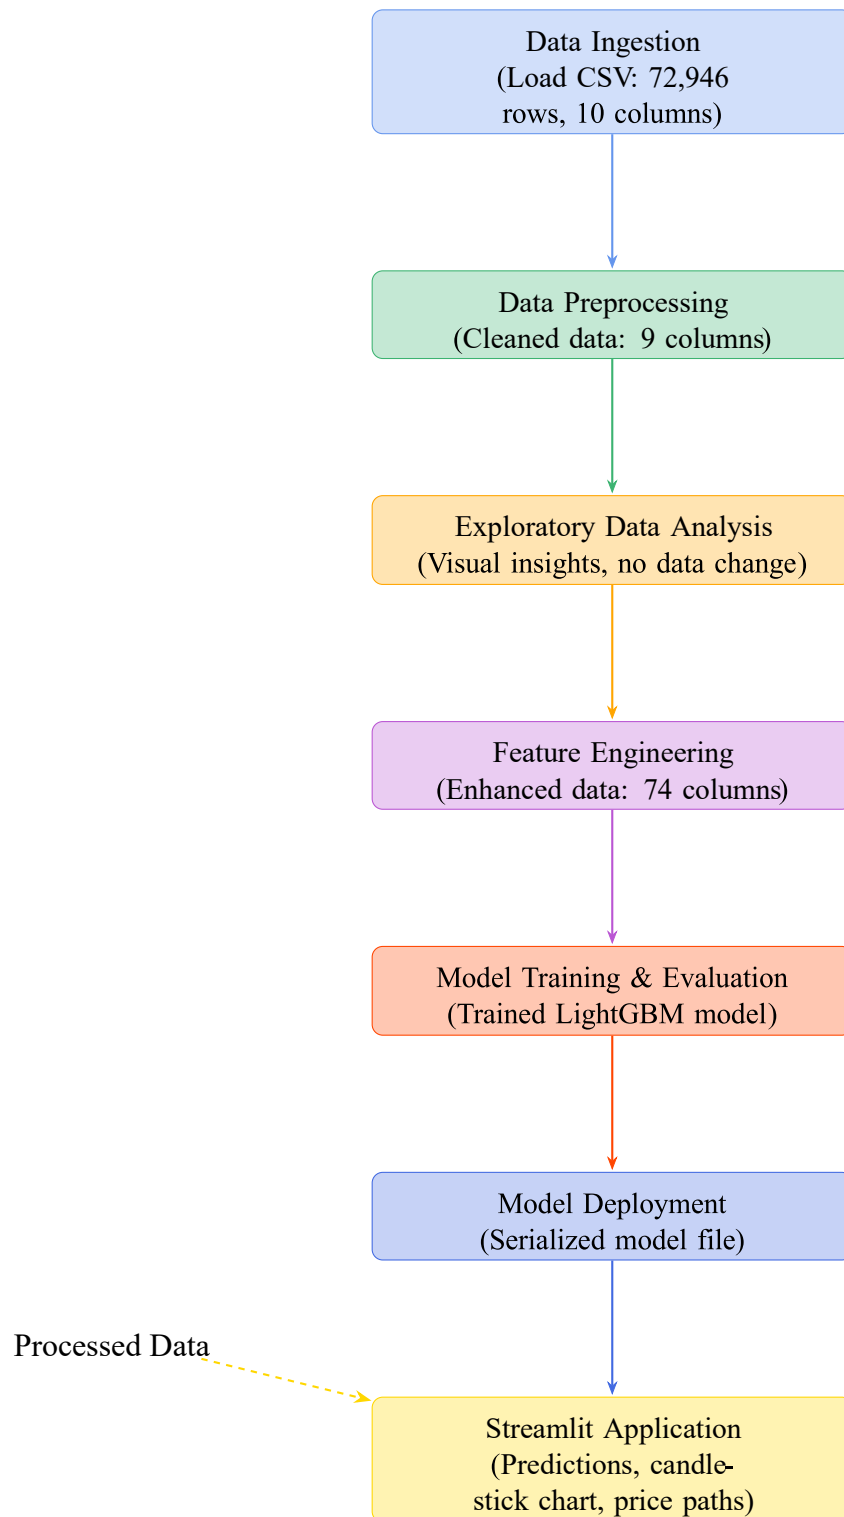 Data Ingestion
(Load CSV: 72,946
rows, 10 columns)
Data Preprocessing
(Cleaned data: 9 columns)
Exploratory Data Analysis
(Visual insights, no data change)
Feature Engineering
(Enhanced data: 74 columns)
Model Training & Evaluation
(Trained LightGBM model)
Model Deployment
(Serialized model file)
Processed Data
Streamlit Application
(Predictions, candle-
stick chart, price paths)